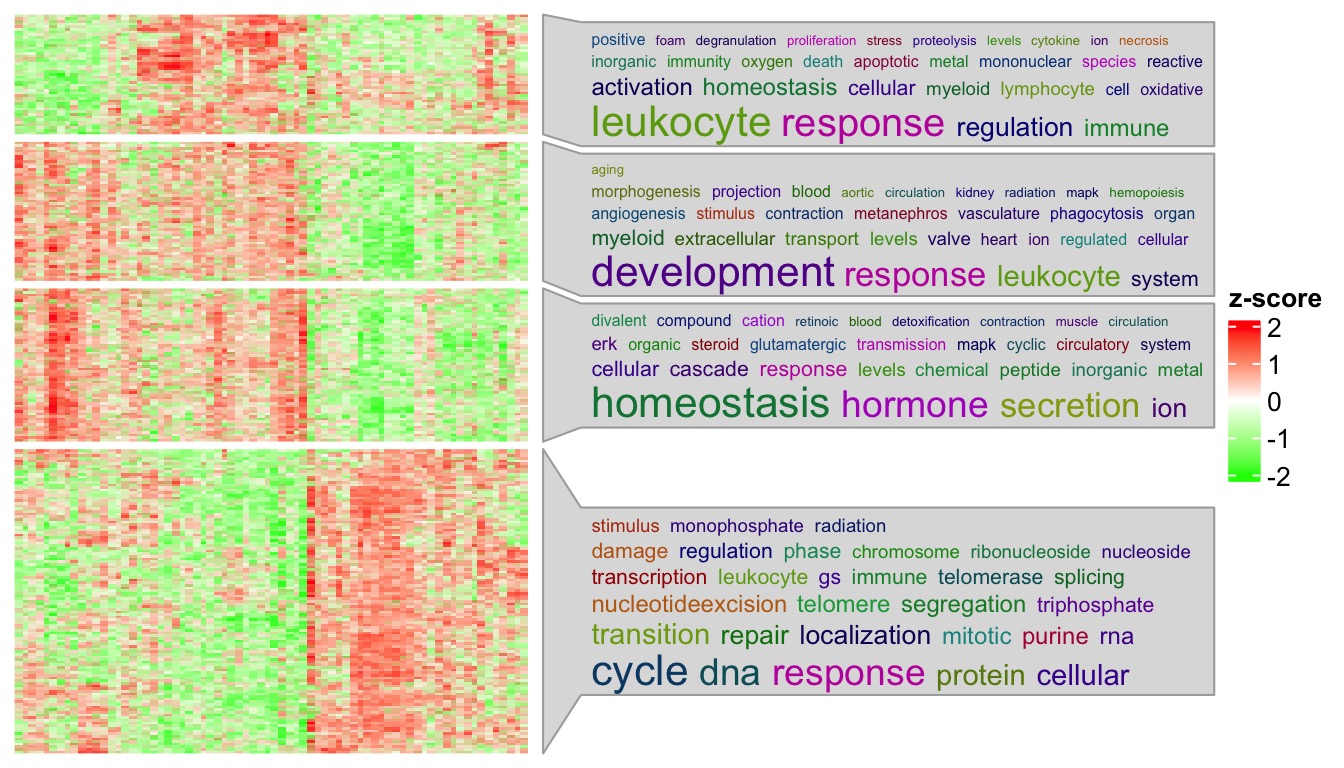 positive foam degranulation proliferation stress proteolysis levels cytokine ion necrosis
inorganic immunity oxygen death apoptotic metal mononuclear species reactive
activation homeostasis cellular myeloid lymphocyte cell oxidative
leukocyte response regulation immune
aging
morphogenesis projection blood aortic circulation kidney radiation mapk hemopoiesis
angiogenesis stimulus contraction metanephros vasculature phagocytosis organ
myeloid extracellular transport levels valve heart ion regulated cellular
development response leukocyte system
divalent compound cation retinoic blood detoxification contraction muscle circulation
erk organic steroid glutamatergic transmission mapk cyclic circulatory system
cellular cascade response levels chemical peptide inorganic metal
homeostasis hormone secretion ion
stimulus monophosphate radiation
damage regulation phase chromosome ribonucleoside nucleoside
transcription leukocyte gs immune telomerase splicing
nucleotideexcision telomere segregation triphosphate
transition repair localization mitotic purine rna
cycle dna response protein cellular
z-score
2
1
0
-1
-2